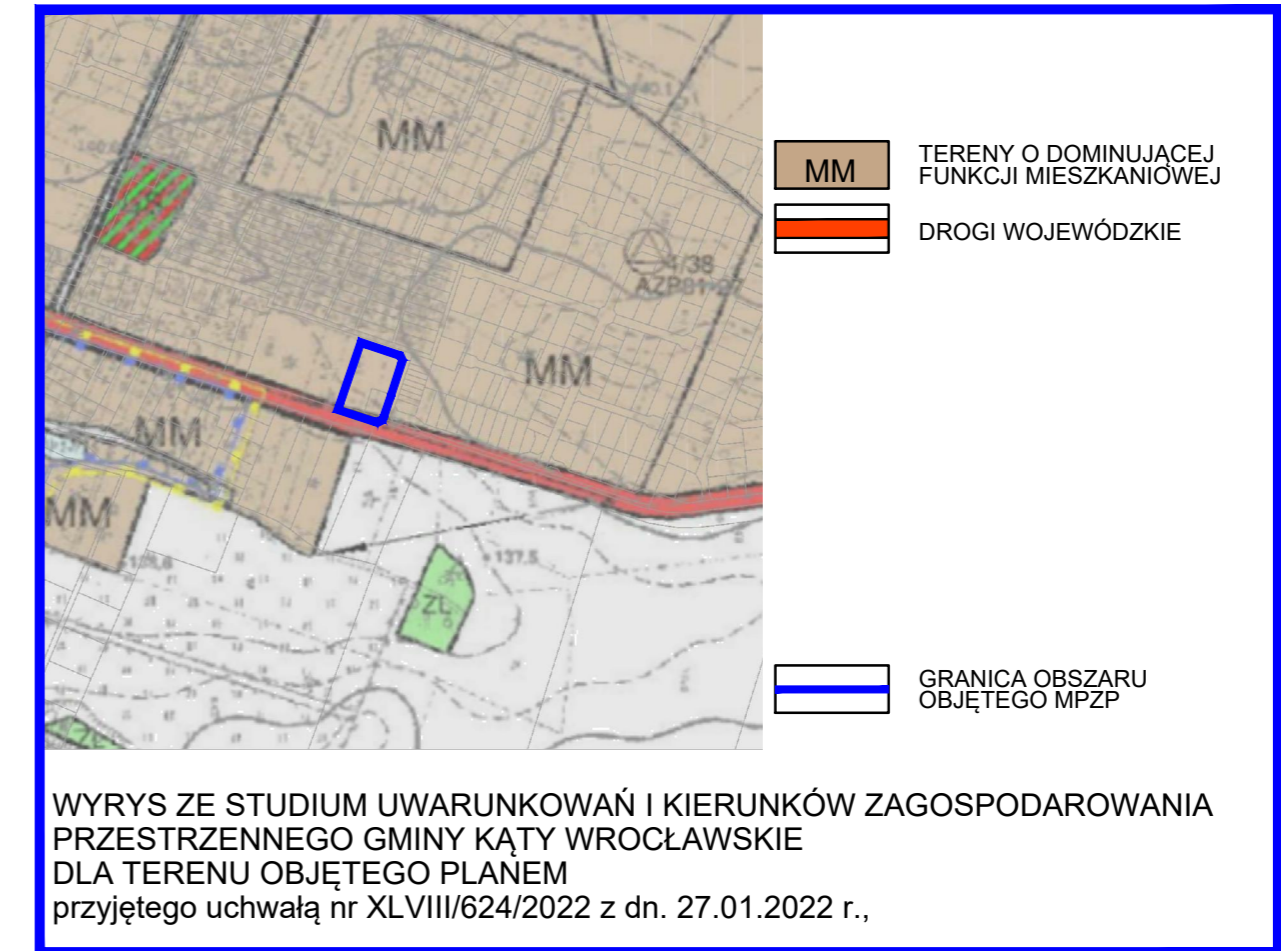 MM
4/38
MM
MM
MM
137,5
ZL
MM
TERENY O DOMINUJĄCEJ
FUNKCJI MIESZKANIOWEJ
DROGI WOJEWÓDZKIE
GRANICA OBSZARU
OBJĘTEGO MPZP
WYRYS ZE STUDIUM UWARUNKOWAŃ I KIERUNKÓW ZAGOSPODAROWANIA
PRZESTRZENNEGO GMINY KĄTY WROCŁAWSKIE
DLA TERENU OBJĘTEGO PLANEM
przyjętego uchwałą nr XLVIII/624/2022 z dn. 27.01.2022 r.,